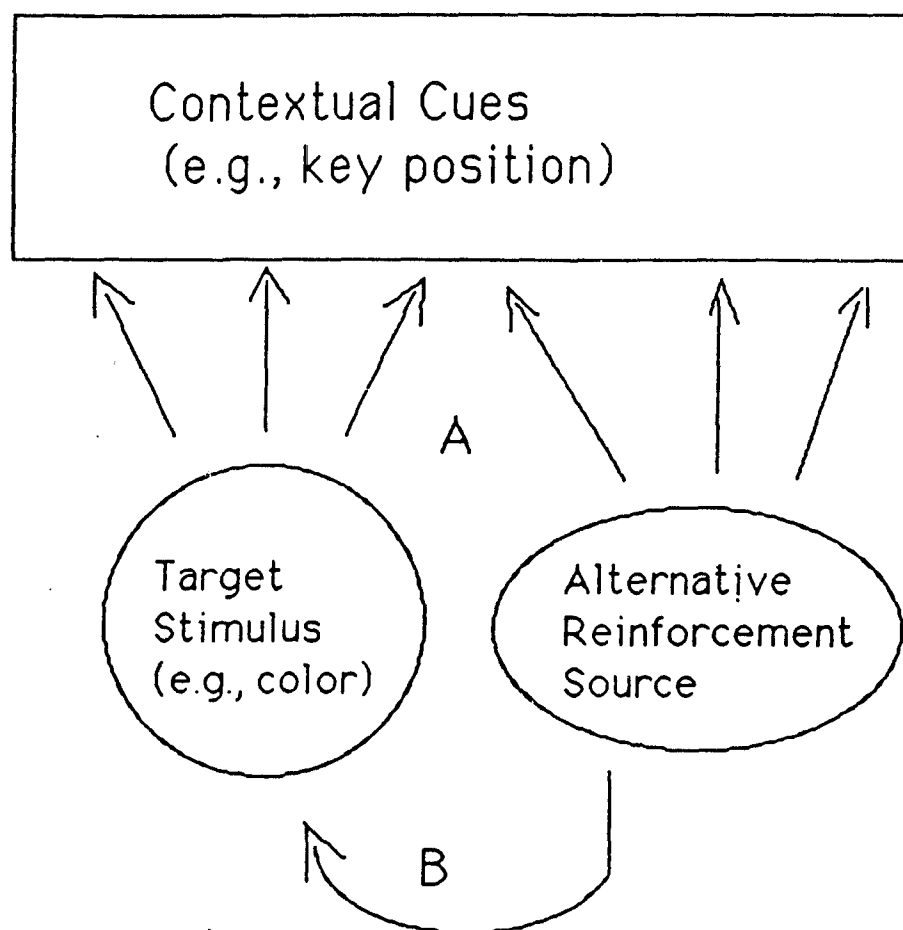 Contextual Cues
(e.g., key position)
A
Target
Stimulus
(e.g., color)
Alternative
Reinforcement
Source
B